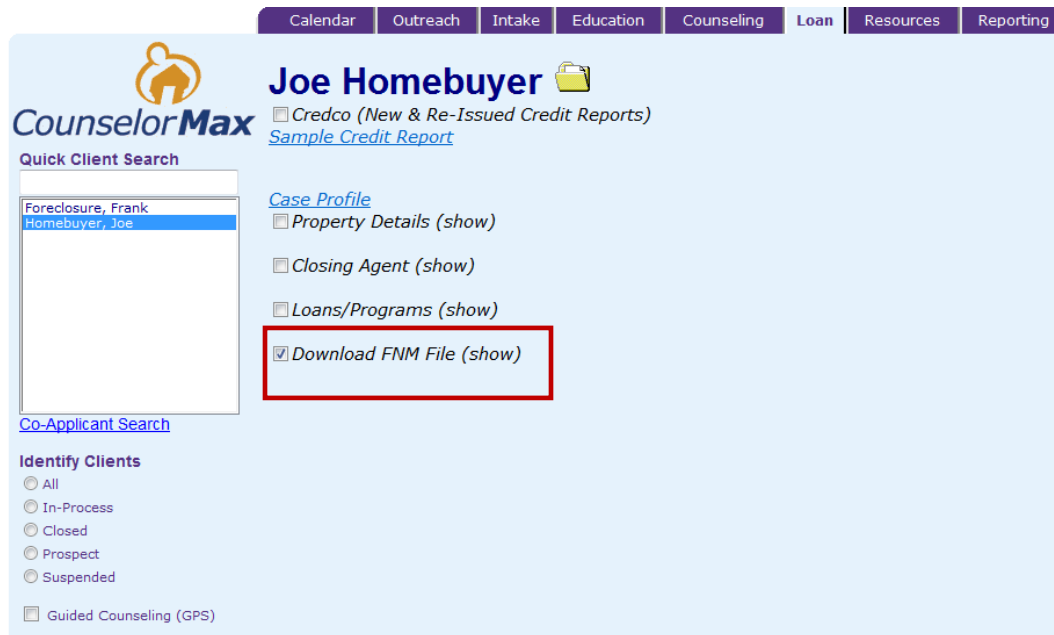 Calendar Outreach Intake Education Counseling Loan Resources Reporting
CounselorMax
Quick Client Search
Foreclosure, Frank
Homebuyer, Joe
Co-Applicant Search
Identify Clients
All
In-Process
Closed
Prospect
Suspended
Guided Counseling (GPS)
Joe Homebuyer
Credco (New & Re-Issued Credit Reports)
Sample Credit Report
Case Profile
Property Details (show)
Closing Agent (show)
Loans/Programs (show)
Download FNM File (show)